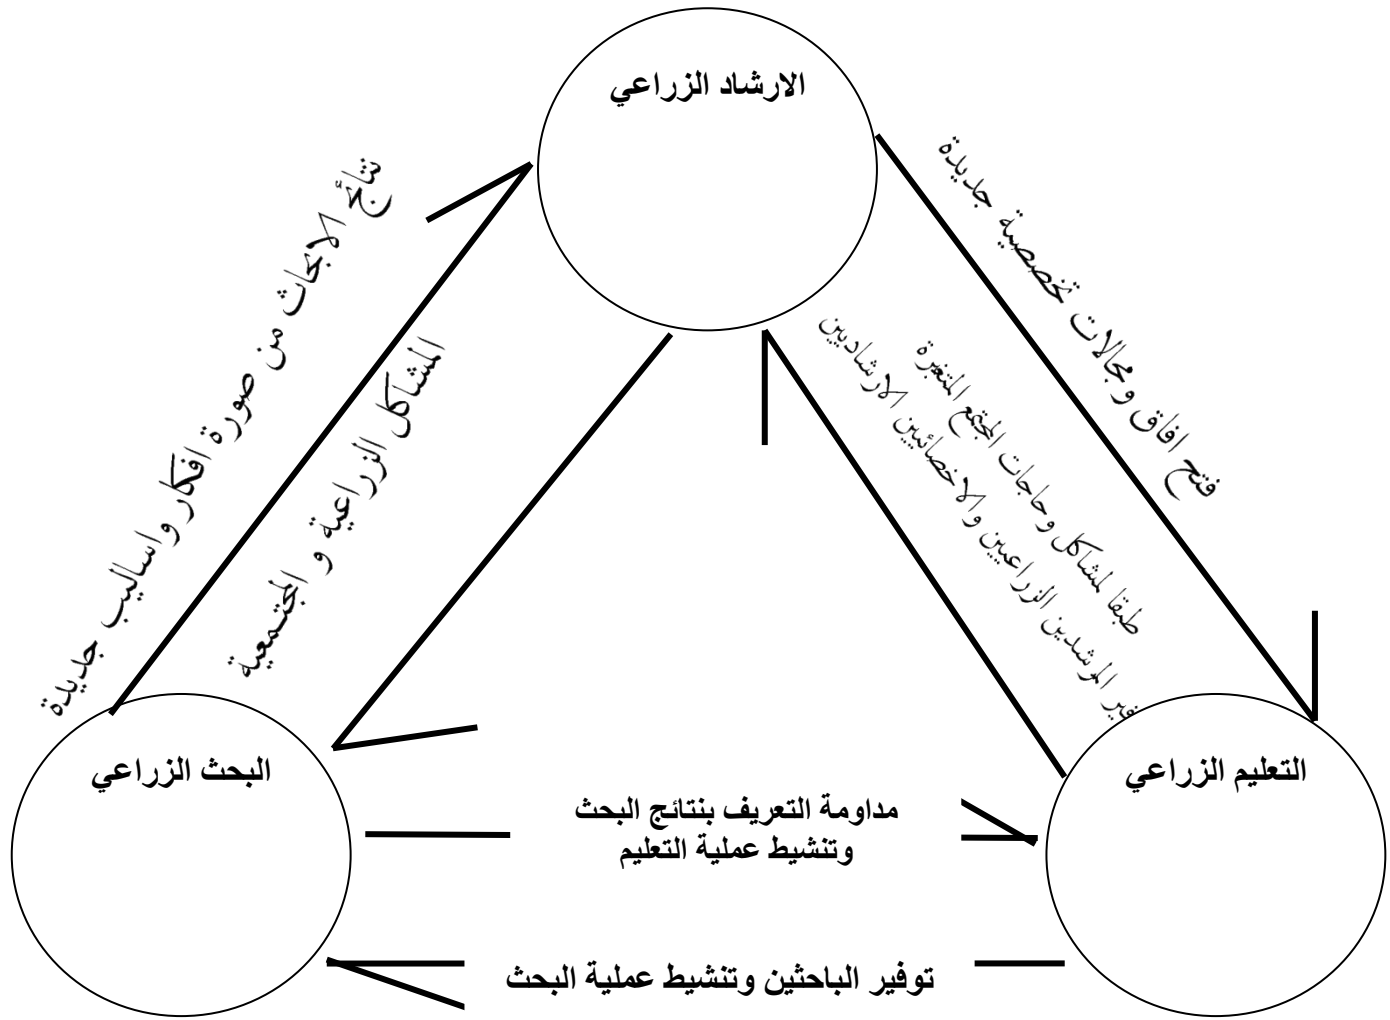 الارشاد الزراعي
نتائج الابحاث من صورة افكار واساليب جديدة
المشاكل الزراعية و المجتمعية
فتح افاق ومجالات تخصصية جديدة
طبقا لمشاكل وحاجات المجتمع المتغيرة
المرشدين الزراعيين والاخصائيين الارشاديين
البحث الزراعي
التعليم الزراعي
مداومة التعريف بنتائج البحث
وتنشيط عملية التعليم
توفير الباحثين وتنشيط عملية البحث